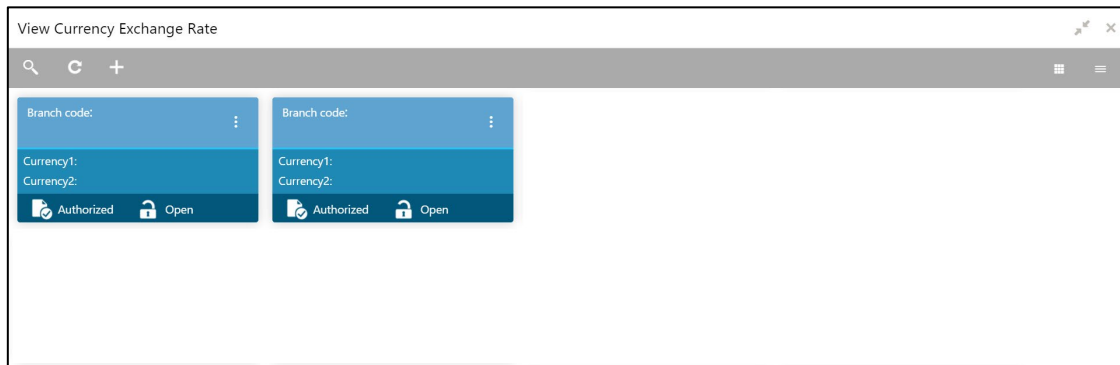 View Currency Exchange Rate
Branch code:
Currency1:
Currency2:
Authorized Open
Branch code:
Currency1:
Currency2:
Authorized Open